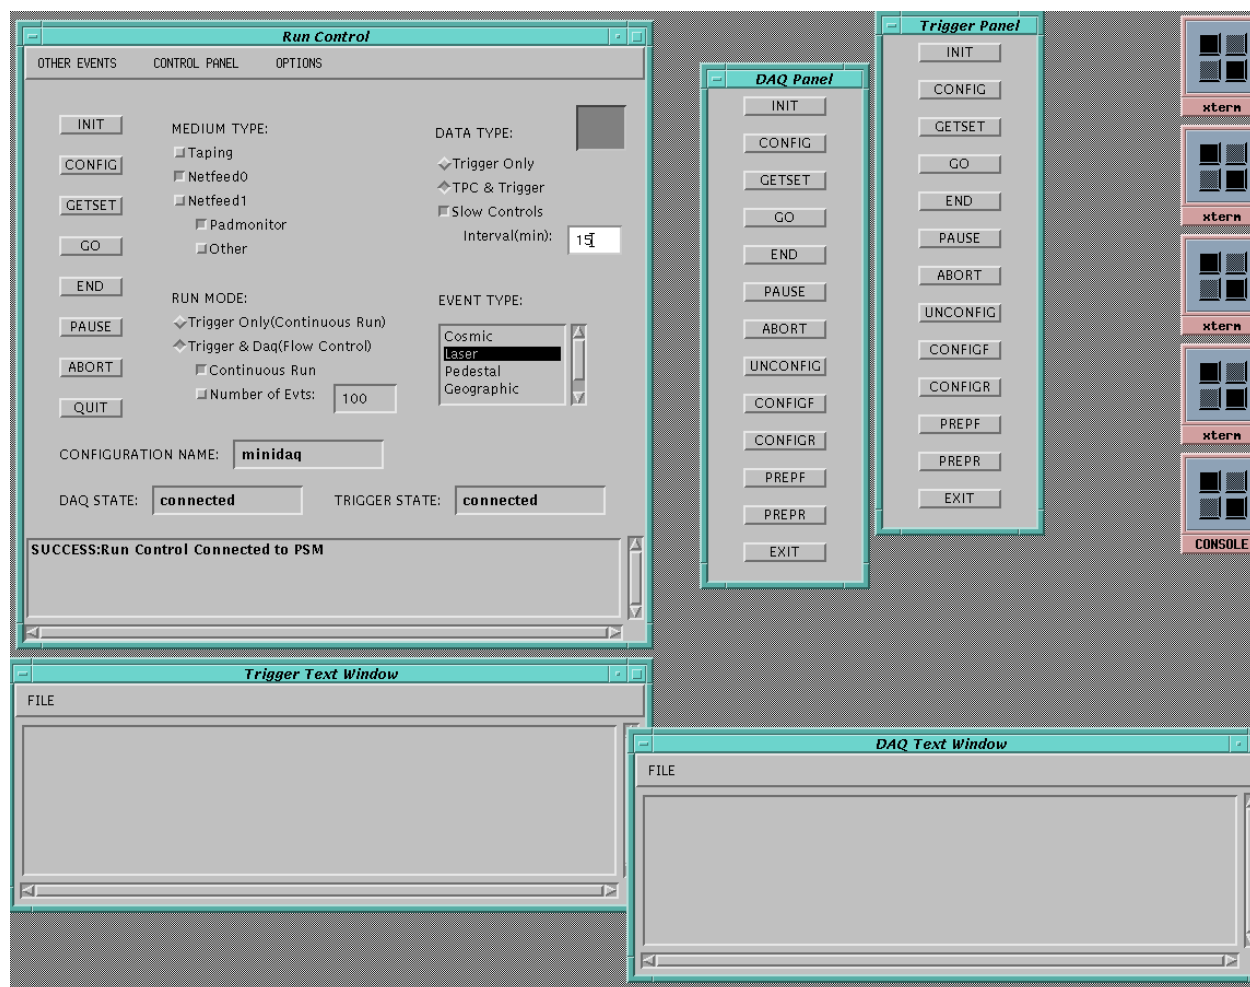 Run Control
OTHER EVENTS CONTROL PANEL OPTIONS
INIT
CONFIG
GETSET
GO
END
PAUSE
ABORT
QUIT
MEDIUM TYPE:
Taping
Netfeed0
Netfeed1
Padmonitor
Other
DATA TYPE:
Trigger Only
TPC & Trigger
Slow Controls
Interval(min): 15
RUN MODE:
Trigger Only(Continuous Run)
Trigger & Daq(Flow Control)
Continuous Run
Number of Evts: 100
EVENT TYPE:
Cosmic
Laser
Pedestal
Geographic
CONFIGURATION NAME: minidaq
DAQ STATE: connected TRIGGER STATE: connected
SUCCESS:Run Control Connected to PSM
DAQ Panel
INIT
CONFIG
GETSET
GO
END
PAUSE
ABORT
UNCONFIG
CONFIGF
CONFIGR
PREPF
PREPR
EXIT
Trigger Panel
INIT
CONFIG
GETSET
GO
END
PAUSE
ABORT
UNCONFIG
CONFIGF
CONFIGR
PREPF
PREPR
EXIT
xterm
xterm
xterm
xterm
CONSOLE
Trigger Text Window
FILE
DAQ Text Window
FILE